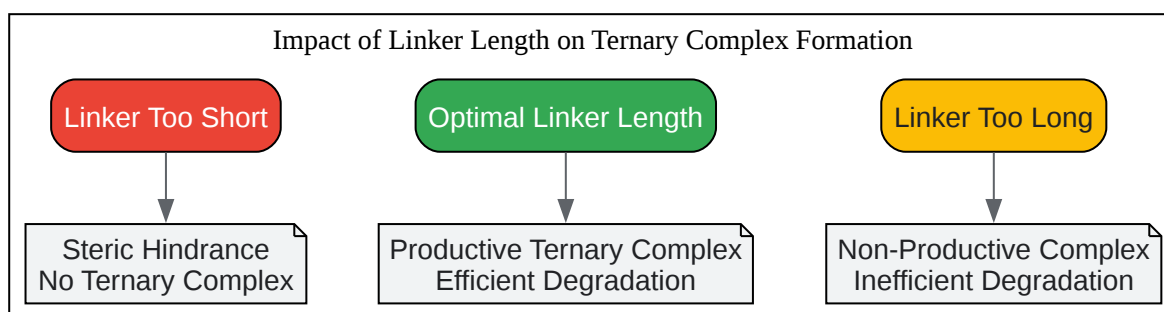 Impact of Linker Length on Ternary Complex Formation
Linker Too Short
Optimal Linker Length
Linker Too Long
Steric Hindrance
No Ternary Complex
Productive Ternary Complex
Efficient Degradation
Non-Productive Complex
Inefficient Degradation